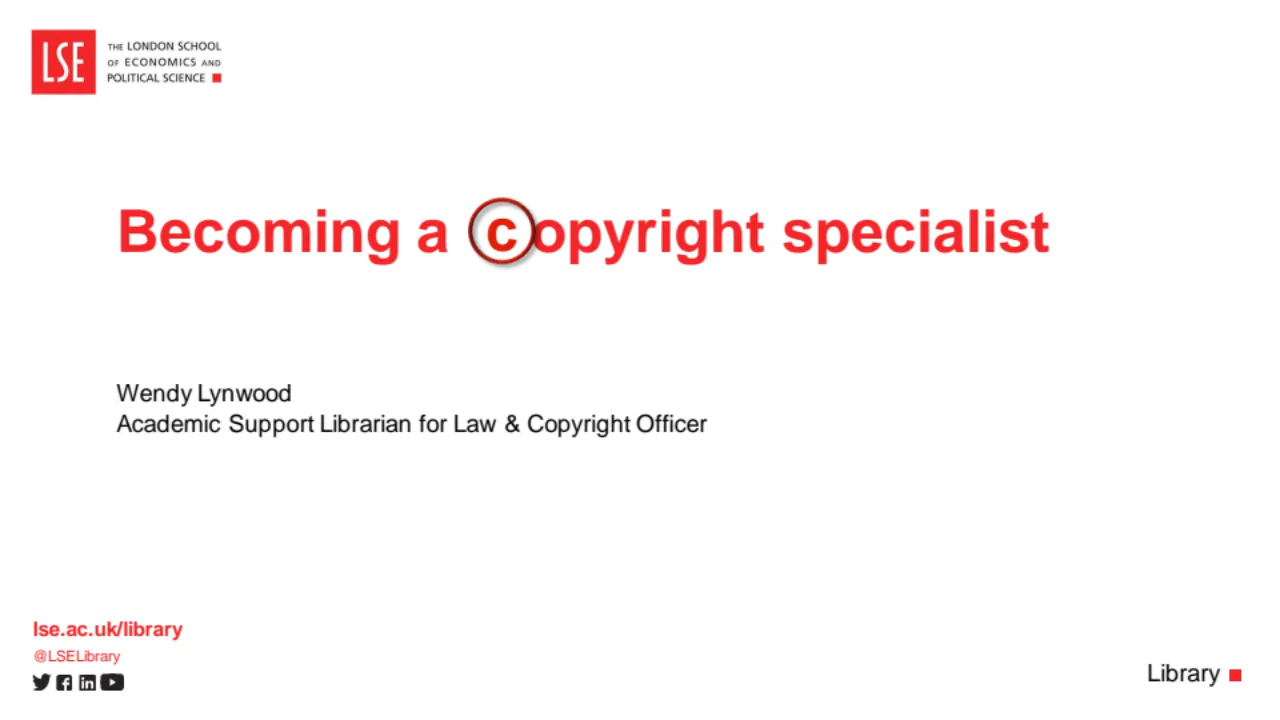 LSE
THE LONDON SCHOOL
OF ECONOMICS AND
POLITICAL SCIENCE
Becoming a copyright specialist
Wendy Lynwood
Academic Support Librarian for Law & Copyright Officer
lse.ac.uk/library
@LSELibrary
Library